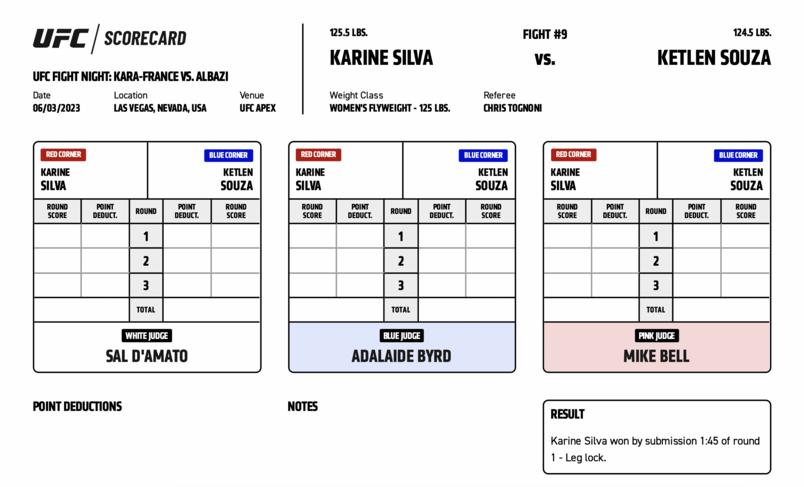 UFC / SCORECARD
UFC FIGHT NIGHT: KARA-FRANCE VS. ALBAZI
Date Location Venue
06/03/2023 LAS VEGAS, NEVADA, USA UFC APEX
125.5 LBS. FIGHT #9 124.5 LBS.
KARINE SILVA VS. KETLEN SOUZA
Weight Class Referee
WOMEN'S FLYWEIGHT - 125 LBS. CHRIS TOGNONI
RED CORNER BLUE CORNER
KARINE KETLEN
SILVA SOUZA
ROUND SCORE POINT DEDUCT. ROUND POINT DEDUCT. ROUND SCORE
1
2
3
TOTAL
WHITE JUDGE
SAL D'AMATO
RED CORNER BLUE CORNER
KARINE KETLEN
SILVA SOUZA
ROUND SCORE POINT DEDUCT. ROUND POINT DEDUCT. ROUND SCORE
1
2
3
TOTAL
BLUE JUDGE
ADALAIDE BYRD
RED CORNER BLUE CORNER
KARINE KETLEN
SILVA SOUZA
ROUND SCORE POINT DEDUCT. ROUND POINT DEDUCT. ROUND SCORE
1
2
3
TOTAL
PINK JUDGE
MIKE BELL
POINT DEDUCTIONS
NOTES
RESULT
Karine Silva won by submission 1:45 of round
1 - Leg lock.